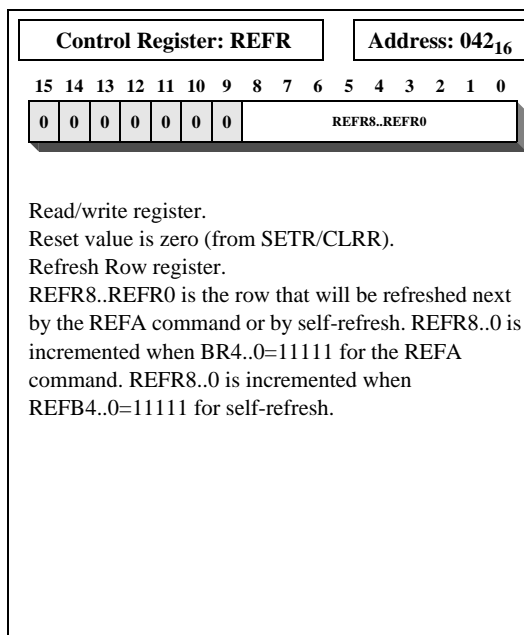 Control Register: REFR
Address: 042₁₆
15 14 13 12 11 10 9 8 7 6 5 4 3 2 1 0
0 0 0 0 0 0 0 REFR8..REFR0
Read/write register.
Reset value is zero (from SETR/CLRR).
Refresh Row register.
REFR8..REFR0 is the row that will be refreshed next
by the REFA command or by self-refresh. REFR8..0 is
incremented when BR4..0=11111 for the REFA
command. REFR8..0 is incremented when
REFB4..0=11111 for self-refresh.